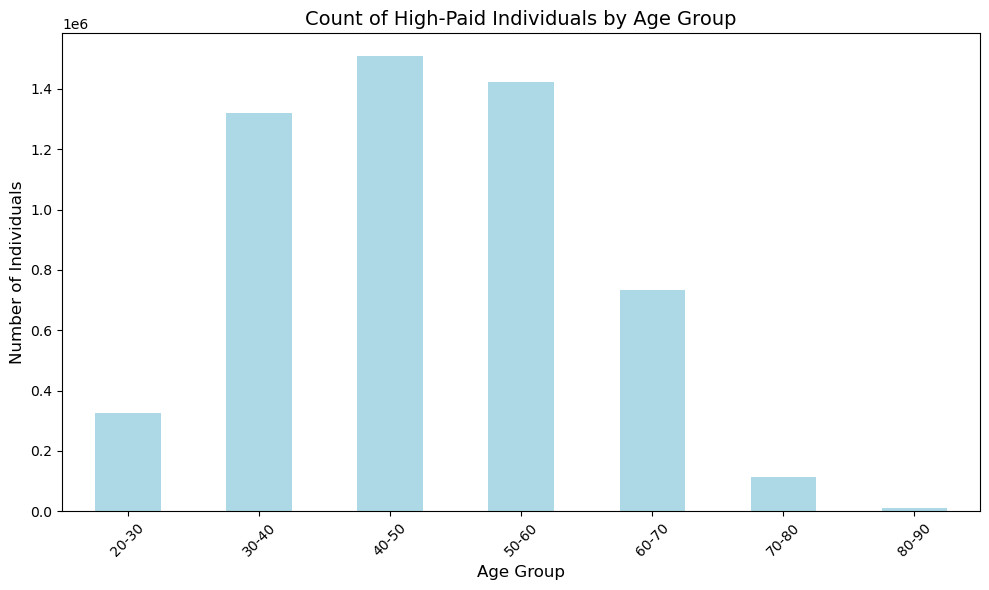 Count of High-Paid Individuals by Age Group
1e6
1.4
1.2
1.0
0.8
0.6
0.4
0.2
0.0
Number of Individuals
20-30 30-40 40-50 50-60 60-70 70-80 80-90
Age Group